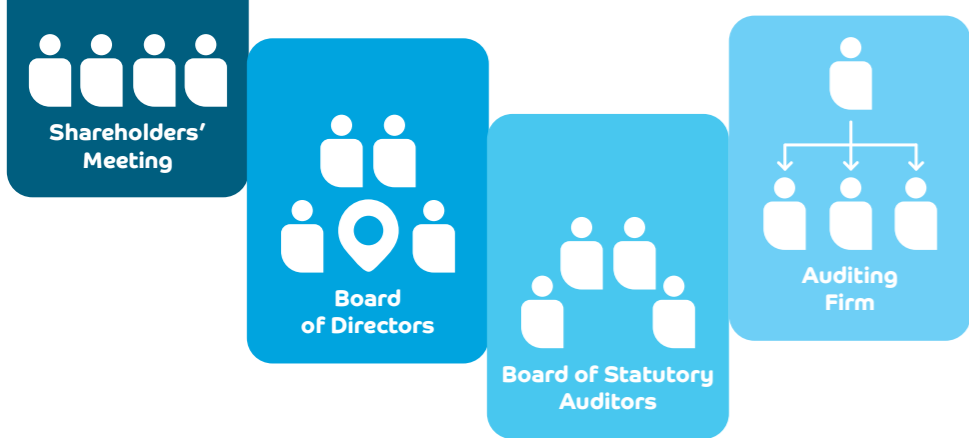 Shareholders’
Meeting
Board
of Directors
Board of Statutory
Auditors
Auditing
Firm